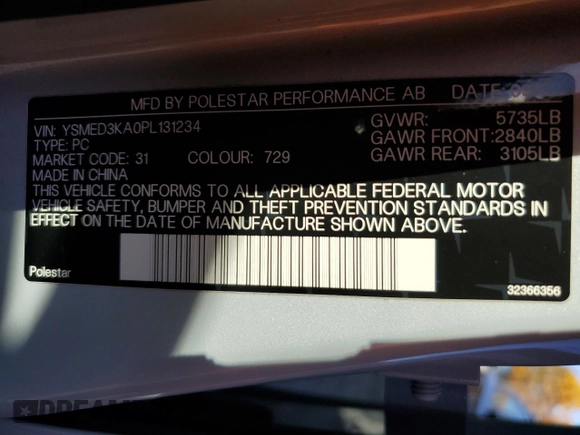 MFD BY POLESTAR PERFORMANCE AB DATE:
VIN: YSMED3KA0PL131234
GVWR: 5735LB
TYPE: PC
GAWR FRONT:2840LB
MARKET CODE: 31 COLOUR: 729
GAWR REAR: 3105LB
MADE IN CHINA
THIS VEHICLE CONFORMS TO ALL APPLICABLE FEDERAL MOTOR
VEHICLE SAFETY, BUMPER AND THEFT PREVENTION STANDARDS IN
EFFECT ON THE DATE OF MANUFACTURE SHOWN ABOVE.
Polestar
32366356